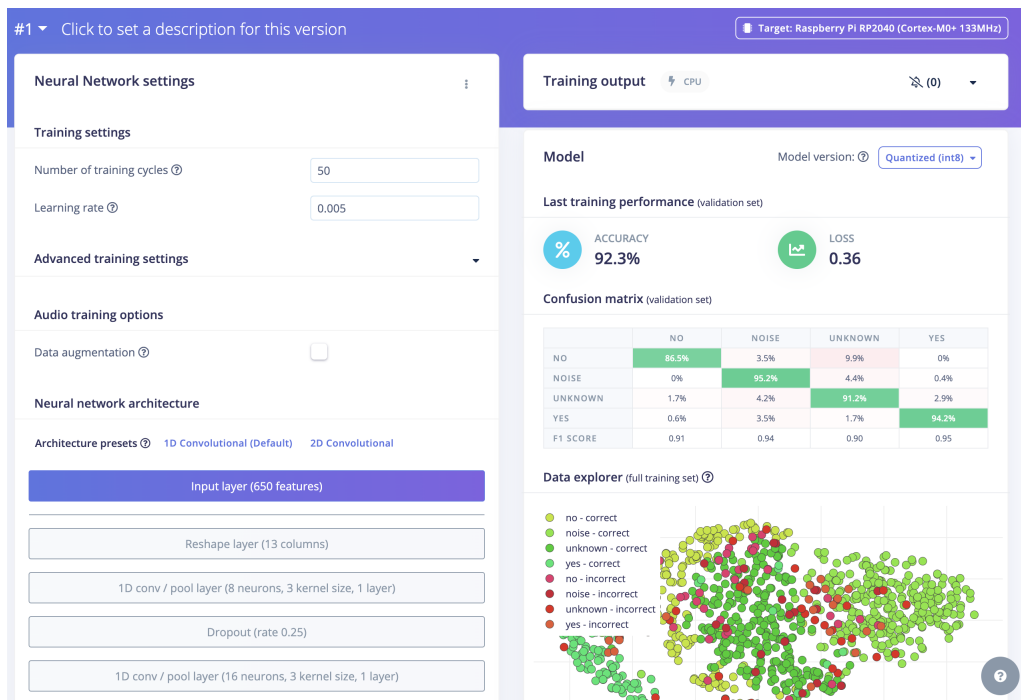 #1 Click to set a description for this version
Target: Raspberry Pi RP2040 (Cortex-M0+ 133MHz)
Neural Network settings
Training settings
Number of training cycles ?
50
Learning rate ?
0.005
Advanced training settings
Audio training options
Data augmentation ?
Neural network architecture
Architecture presets ? 1D Convolutional (Default) 2D Convolutional
Input layer (650 features)
Reshape layer (13 columns)
1D conv / pool layer (8 neurons, 3 kernel size, 1 layer)
Dropout (rate 0.25)
1D conv / pool layer (16 neurons, 3 kernel size, 1 layer)
Training output CPU (0)
Model
Model version: ? Quantized (int8)
Last training performance (validation set)
% ACCURACY
92.3%
LOSS
0.36
Confusion matrix (validation set)
NO NOISE UNKNOWN YES
NO 86.5% 3.5% 9.9% 0%
NOISE 0% 95.2% 4.4% 0.4%
UNKNOWN 1.7% 4.2% 91.2% 2.9%
YES 0.6% 3.5% 1.7% 94.2%
F1 SCORE 0.91 0.94 0.90 0.95
Data explorer (full training set) ?
no - correct
noise - correct
unknown - correct
yes - correct
no - incorrect
noise - incorrect
unknown - incorrect
yes - incorrect
?